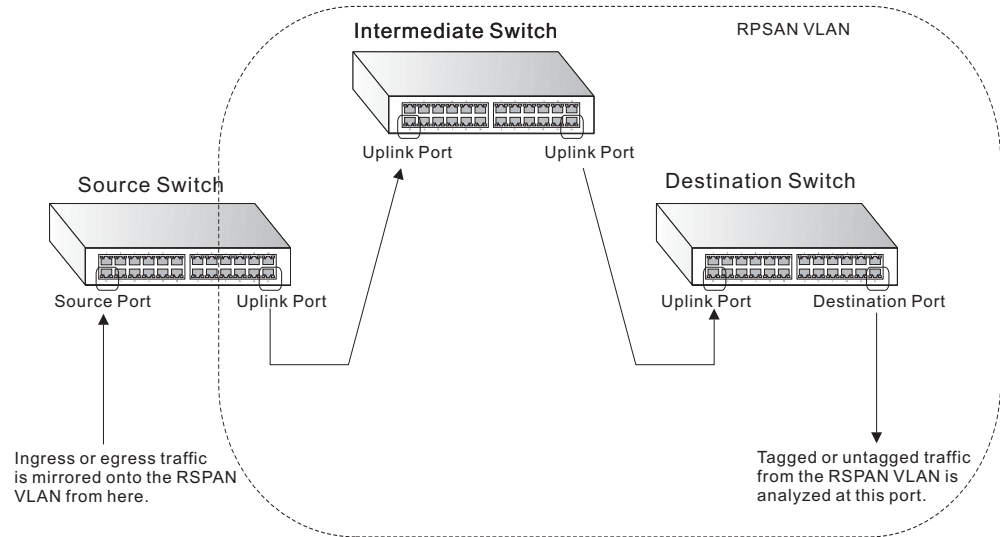 RPSAN VLAN
Intermediate Switch
Uplink Port
Uplink Port
Source Switch
Destination Switch
Source Port
Uplink Port
Uplink Port
Destination Port
Ingress or egress traffic
is mirrored onto the RSPAN
VLAN from here.
Tagged or untagged traffic
from the RSPAN VLAN is
analyzed at this port.